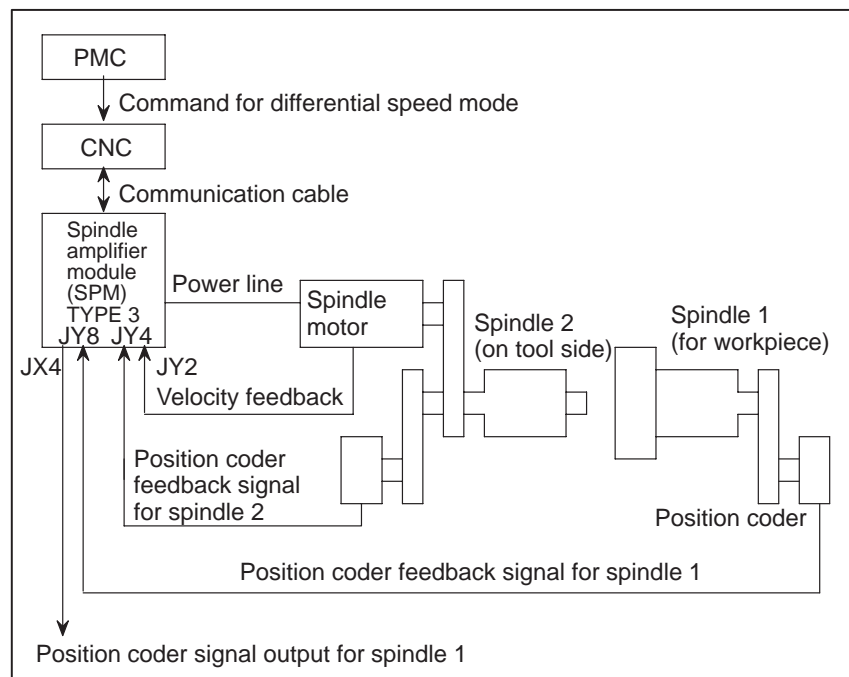 PMC
Command for differential speed mode
CNC
Communication cable
Spindle
amplifier
module
(SPM)
TYPE 3
JY8 JY4
Power line
Spindle
motor
Spindle 2
(on tool side)
Spindle 1
(for workpiece)
JX4
JY2
Velocity feedback
Position coder
feedback signal
for spindle 2
Position coder
Position coder feedback signal for spindle 1
Position coder signal output for spindle 1